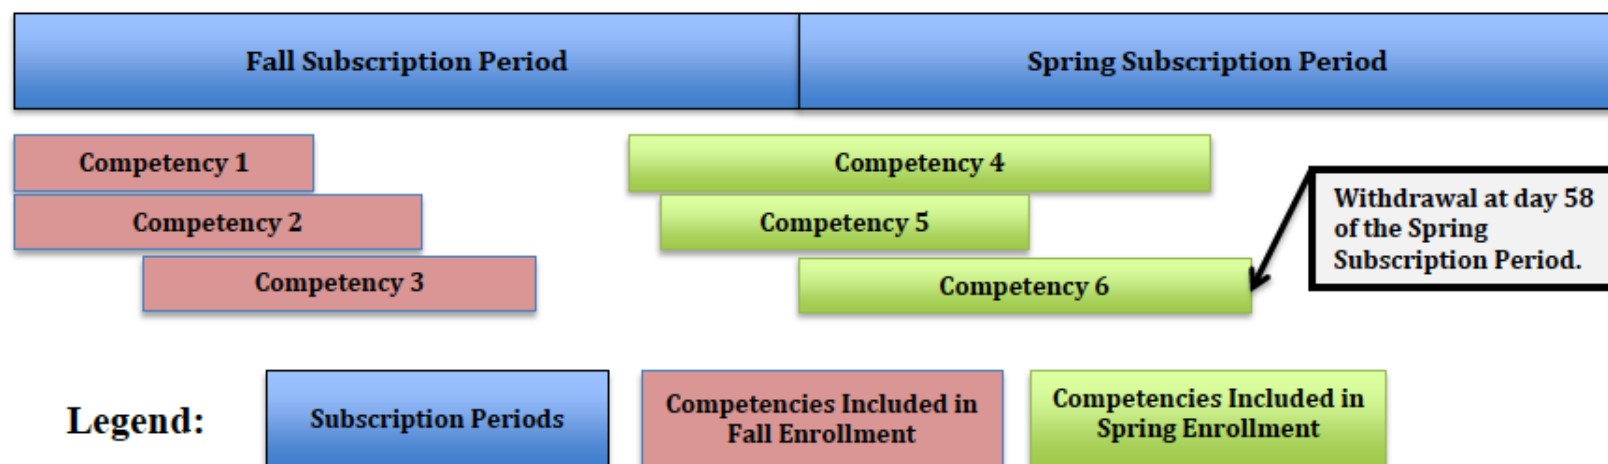 Fall Subscription Period
Spring Subscription Period
Competency 1
Competency 4
Competency 2
Competency 5
Competency 3
Competency 6
Withdrawal at day 58
of the Spring
Subscription Period.
Legend:
Subscription Periods
Competencies Included in
Fall Enrollment
Competencies Included in
Spring Enrollment